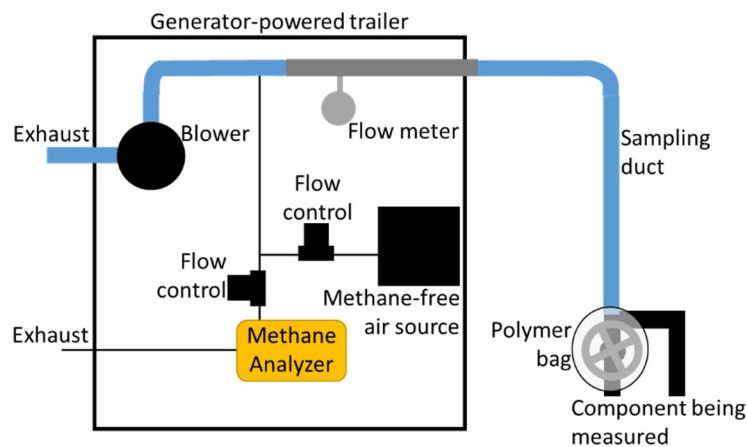 Generator-powered trailer
Exhaust
Blower
Flow meter
Sampling
duct
Flow
control
Flow
control
Methane-free
air source
Exhaust
Methane
Analyzer
Polymer
bag
Component being
measured